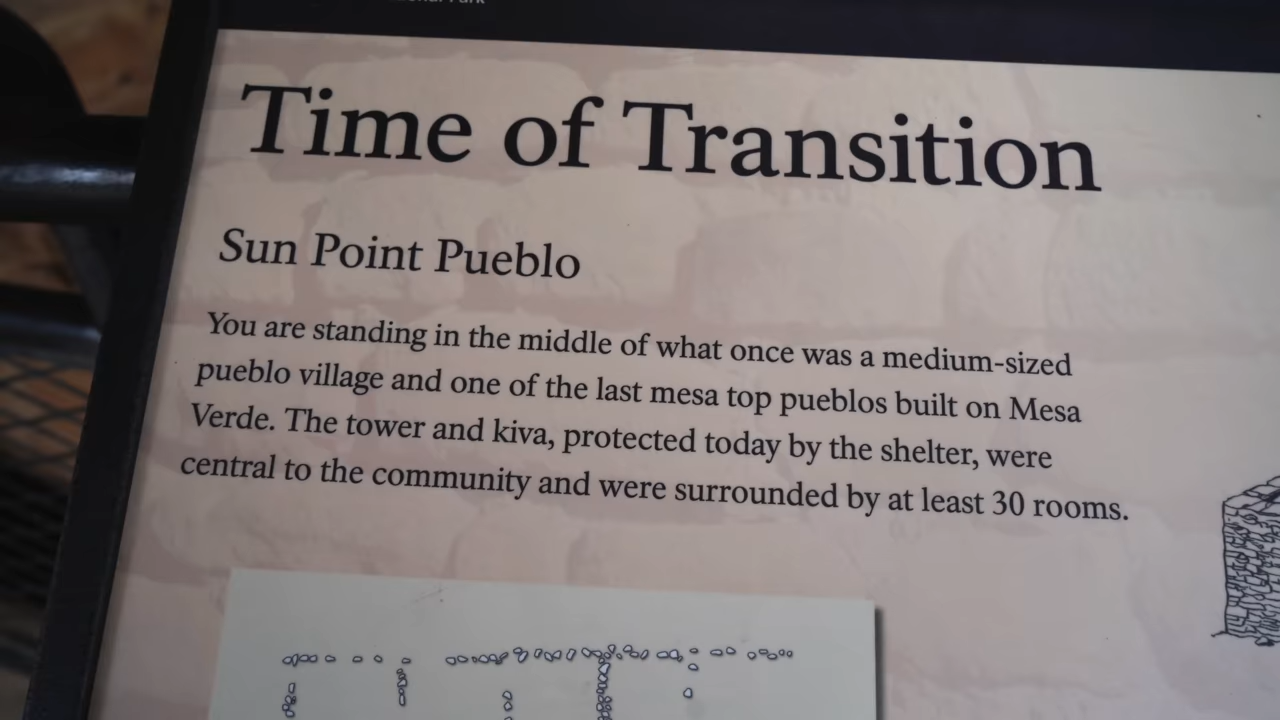 Park
Time of Transition
Sun Point Pueblo
You are standing in the middle of what once was a medium-sized
pueblo village and one of the last mesa top pueblos built on Mesa
Verde. The tower and kiva, protected today by the shelter, were
central to the community and were surrounded by at least 30 rooms.